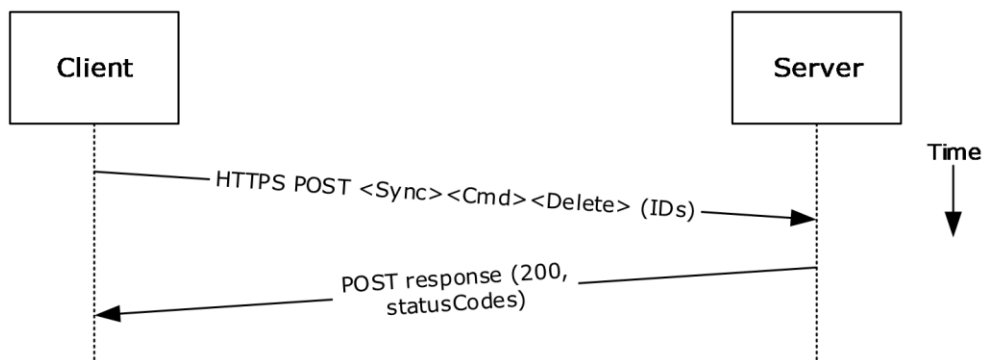 Client
Server
Time
HTTPS POST <Sync><Cmd><Delete> (IDs)
POST response (200,
statusCodes)